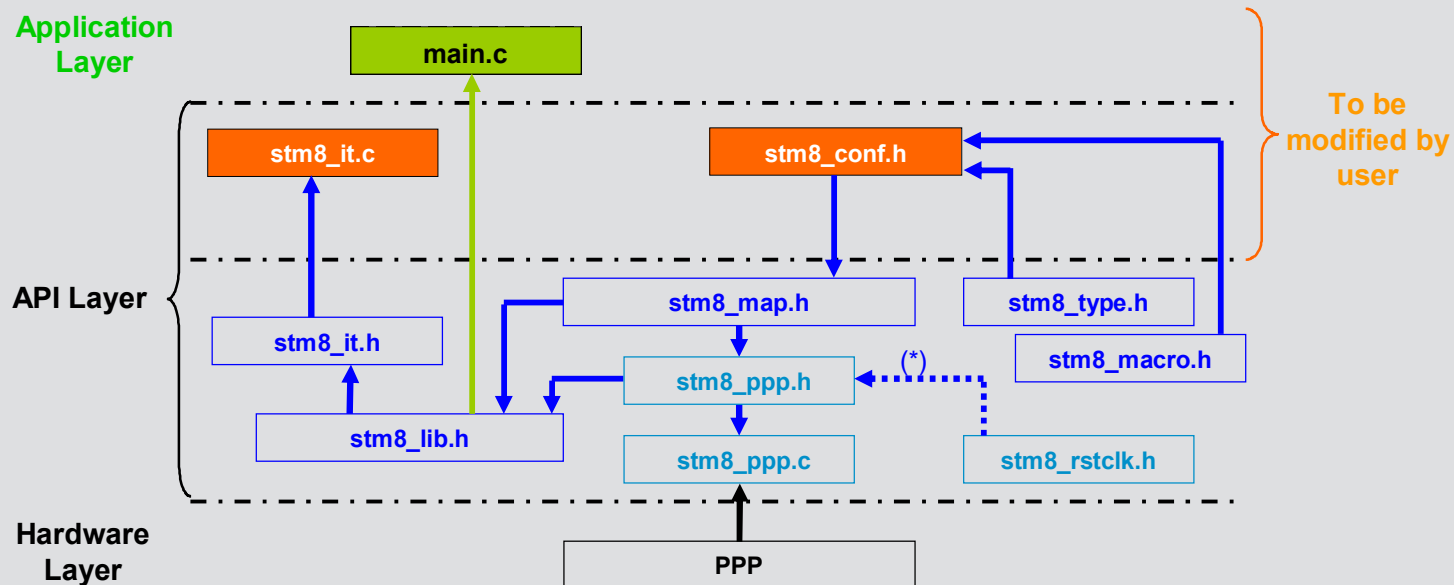 Application
Layer
main.c
To be
modified by
user
stm8_it.c
stm8_conf.h
API Layer
stm8_map.h
stm8_type.h
stm8_it.h
stm8_macro.h
(*)
stm8_ppp.h
stm8_lib.h
stm8_ppp.c
stm8_rstclk.h
Hardware
Layer
PPP